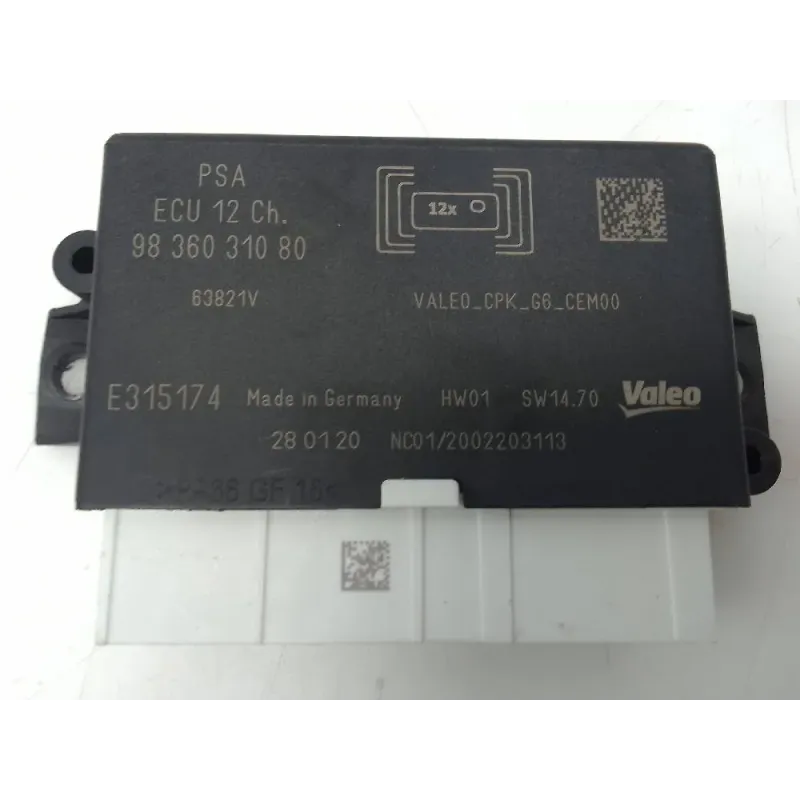 PSA
ECU 12 Ch.
98 360 310 80
12x
63821V
VALEO_CPK_G6_CEM00
E315174 Made in Germany HW01 SW14.70 Valeo
28 01 20 NC01/2002203113